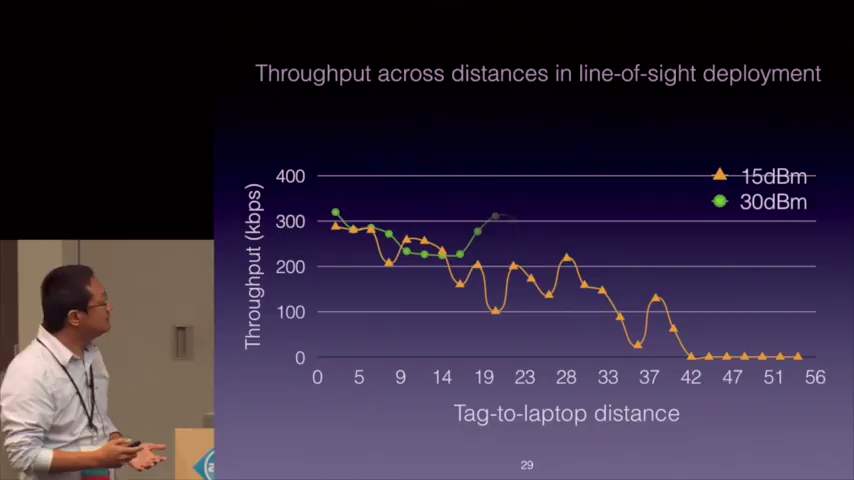 Throughput across distances in line-of-sight deployment
400
300
200
100
0
Throughput (kbps)
15dBm
30dBm
0 5 9 14 19 23 28 33 37 42 47 51 56
Tag-to-laptop distance
29